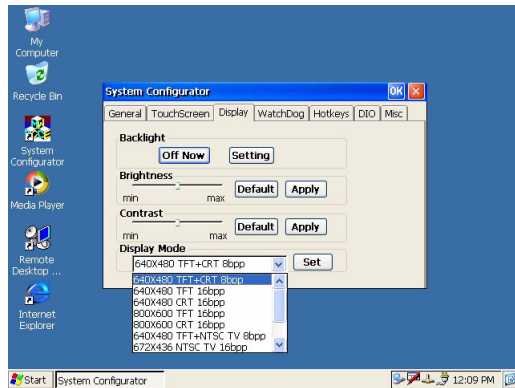 My
Computer
Recycle Bin
System
Configurator
Media Player
Remote
Desktop ...
Internet
Explorer
System Configurator
OK
General TouchScreen Display WatchDog Hotkeys DIO Misc
Backlight
Off Now Setting
Brightness
min max Default Apply
Contrast
min max Default Apply
Display Mode
640X480 TFT+CRT 8bpp Set
640X480 TFT+CRT 8bpp
640X480 TFT 16bpp
640X480 CRT 16bpp
800X600 TFT 16bpp
800X600 CRT 16bpp
640X480 TFT+NTSC TV 8bpp
672X436 NTSC TV 16bpp
Start System Configurator 12:09 PM